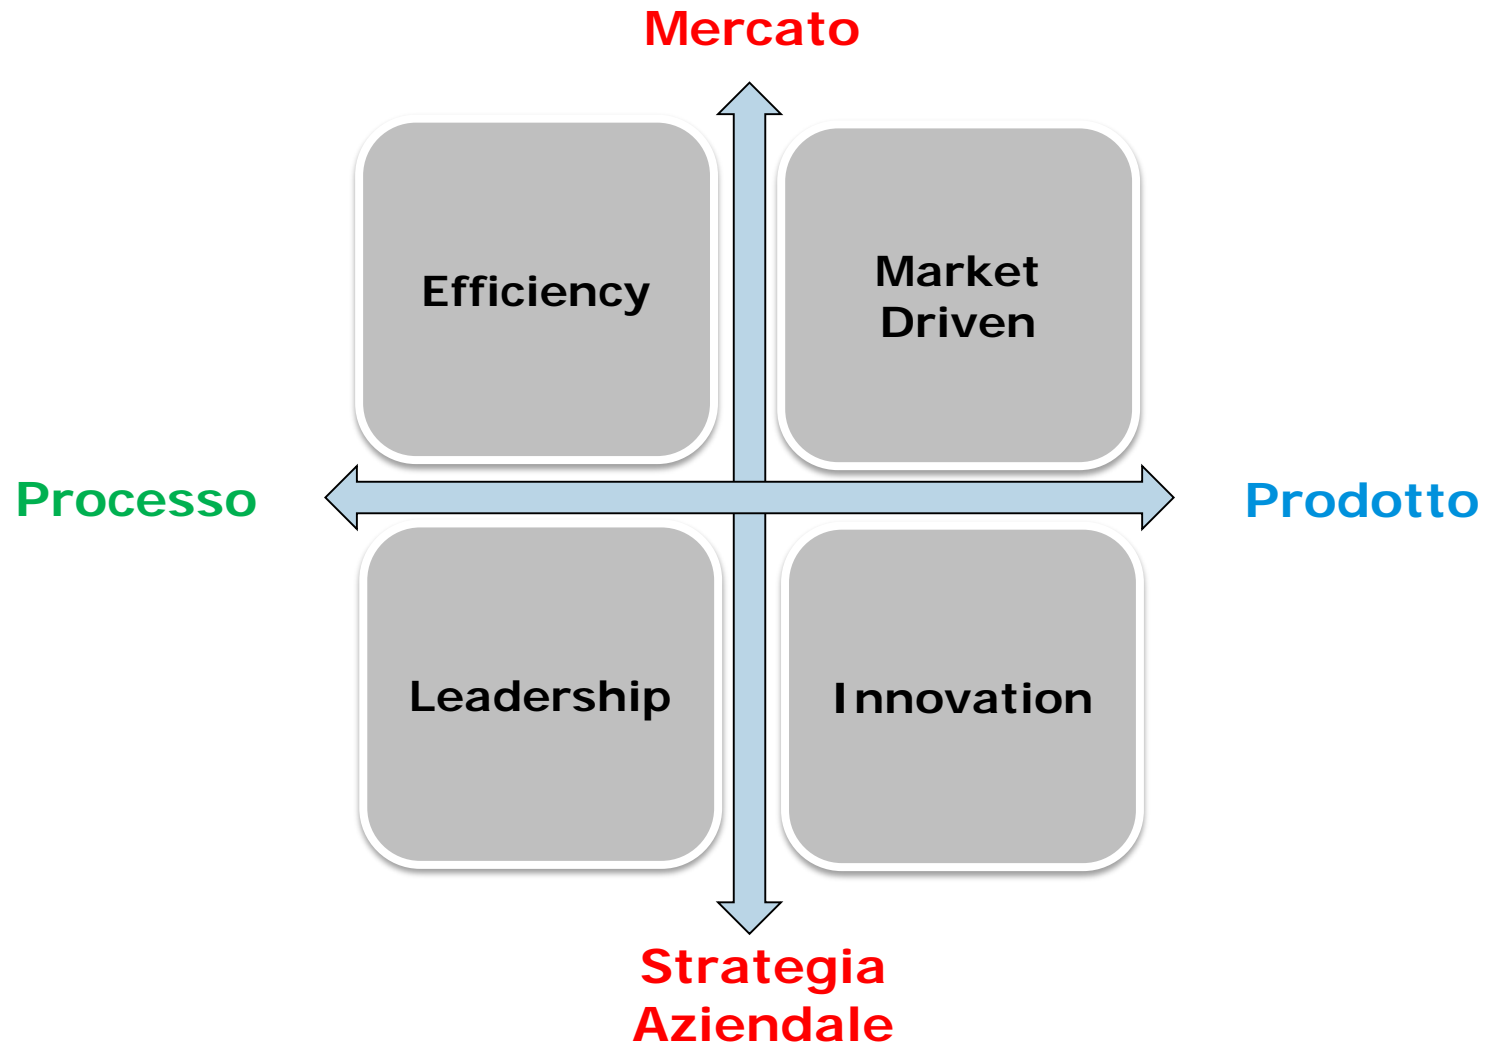 Mercato
Efficiency
Market
Driven
Processo
Prodotto
Leadership
Innovation
Strategia
Aziendale